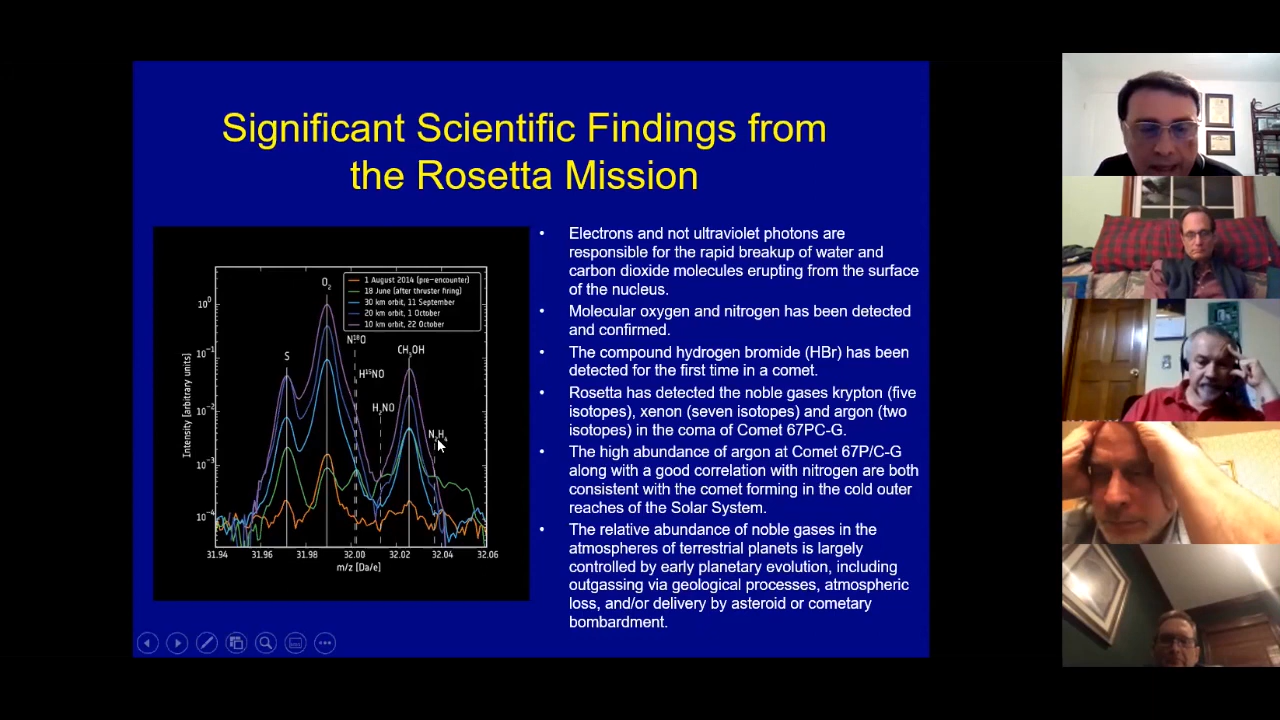 Significant Scientific Findings from
the Rosetta Mission
O2
1 August 2014 (pre-encounter)
18 June (after thruster firing)
30 km orbit, 11 September
20 km orbit, 1 October
10 km orbit, 22 October
N18O
S
CH3OH
H15NO
H2NO
N2H4
10^0
10^-1
10^-2
10^-3
10^-4
Intensity [arbitrary units]
31.94 31.96 31.98 32.00 32.02 32.04 32.06
m/z [Da/e]
• Electrons and not ultraviolet photons are
responsible for the rapid breakup of water and
carbon dioxide molecules erupting from the surface
of the nucleus.
• Molecular oxygen and nitrogen has been detected
and confirmed.
• The compound hydrogen bromide (HBr) has been
detected for the first time in a comet.
• Rosetta has detected the noble gases krypton (five
isotopes), xenon (seven isotopes) and argon (two
isotopes) in the coma of Comet 67PC-G.
• The high abundance of argon at Comet 67P/C-G
along with a good correlation with nitrogen are both
consistent with the comet forming in the cold outer
reaches of the Solar System.
• The relative abundance of noble gases in the
atmospheres of terrestrial planets is largely
controlled by early planetary evolution, including
outgassing via geological processes, atmospheric
loss, and/or delivery by asteroid or cometary
bombardment.